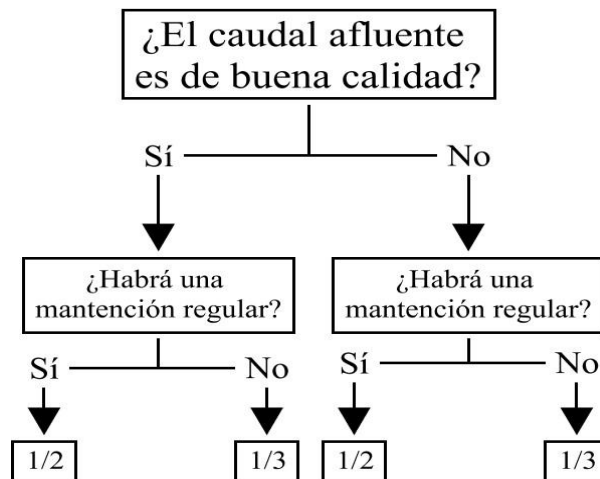 ¿El caudal afluente
es de buena calidad?
Sí
No
¿Habrá una
mantención regular?
¿Habrá una
mantención regular?
Sí
No
Sí
No
1/2
1/3
1/2
1/3